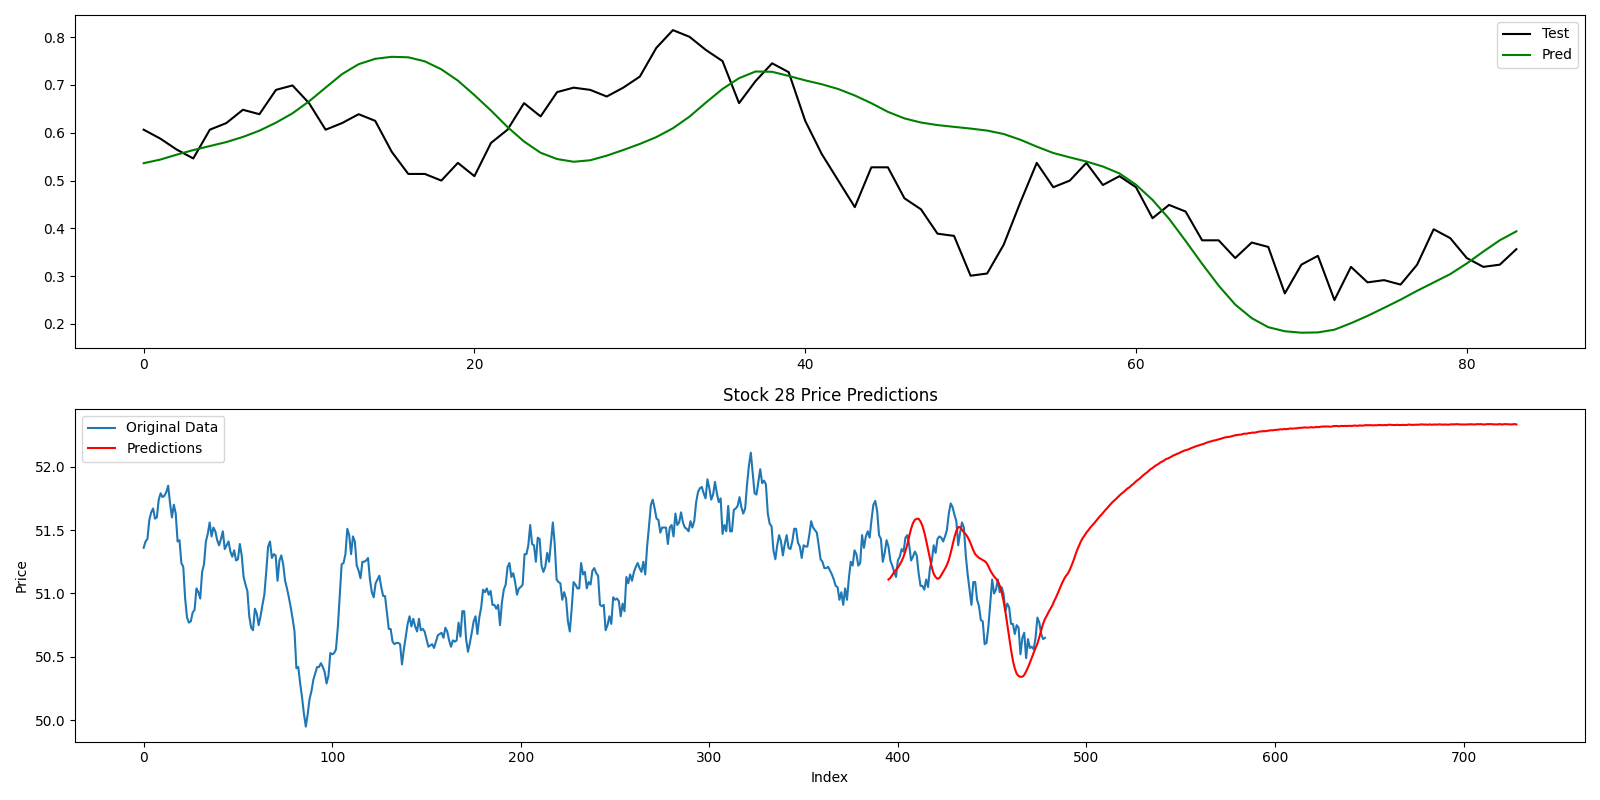 0.8
0.7
0.6
0.5
0.4
0.3
0.2
Test
Pred
0 20 40 60 80
Stock 28 Price Predictions
Original Data
Predictions
Price
52.0
51.5
51.0
50.5
50.0
0 100 200 300 400 500 600 700
Index